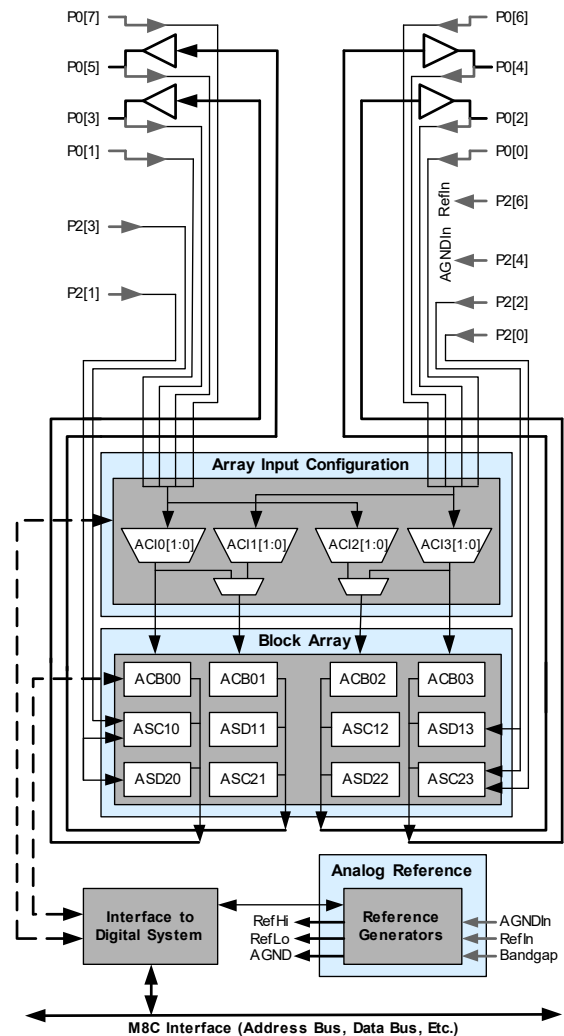 P0[7]
P0[6]
P0[5]
P0[4]
P0[3]
P0[2]
P0[1]
P0[0]
P2[6]
RefIn
P2[3]
AGNDIn
P2[4]
P2[1]
P2[2]
P2[0]
Array Input Configuration
ACI0[1:0]
ACI1[1:0]
ACI2[1:0]
ACI3[1:0]
Block Array
ACB00
ACB01
ACB02
ACB03
ASC10
ASD11
ASC12
ASD13
ASD20
ASC21
ASD22
ASC23
Analog Reference
Interface to
Digital System
RefHi
RefLo
AGND
Reference
Generators
AGNDIn
RefIn
Bandgap
M8C Interface (Address Bus, Data Bus, Etc.)